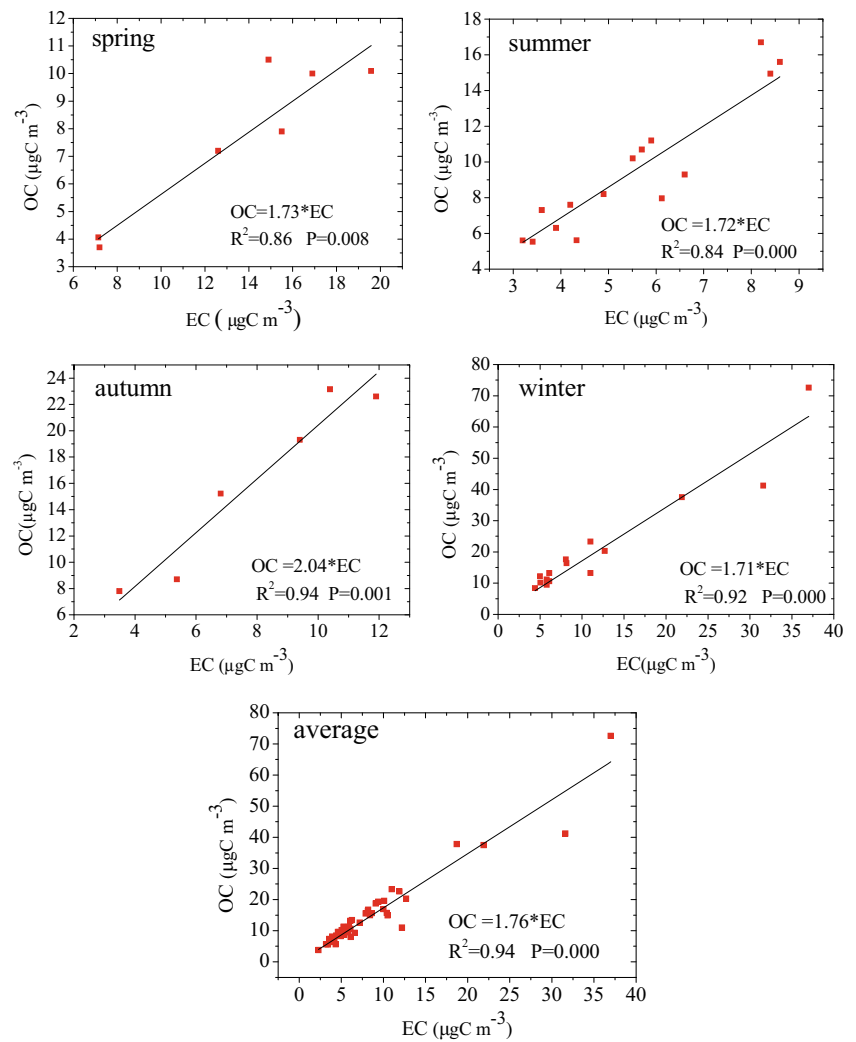 spring
11
10
9
8
7
6
5
4
3
OC (μgC m-3)
OC=1.73*EC
R2=0.86 P=0.008
6 8 10 12 14 16 18 20
EC ( μgC m-3)
summer
18
16
14
12
10
8
6
4
OC (μgC m-3)
OC =1.72*EC
R2=0.84 P=0.000
3 4 5 6 7 8 9
EC (μgC m-3)
autumn
24
22
20
18
16
14
12
10
8
6
OC(μgC m-3)
OC =2.04*EC
R2=0.94 P=0.001
2 4 6 8 10 12
EC (μgC m-3)
winter
80
70
60
50
40
30
20
10
0
OC (μgC m-3)
OC =1.71*EC
R2=0.92 P=0.000
0 5 10 15 20 25 30 35 40
EC(μgC m-3)
average
80
70
60
50
40
30
20
10
0
OC (μgC m-3)
OC =1.76*EC
R2=0.94 P=0.000
0 5 10 15 20 25 30 35 40
EC (μgC m-3)